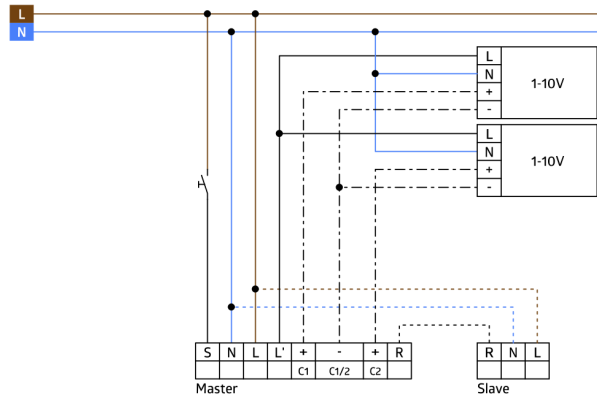 L
N
L
N
+
-
1-10V
L
N
+
-
1-10V
S N L L' + - + R
C1 C1/2 C2
Master
R N L
Slave